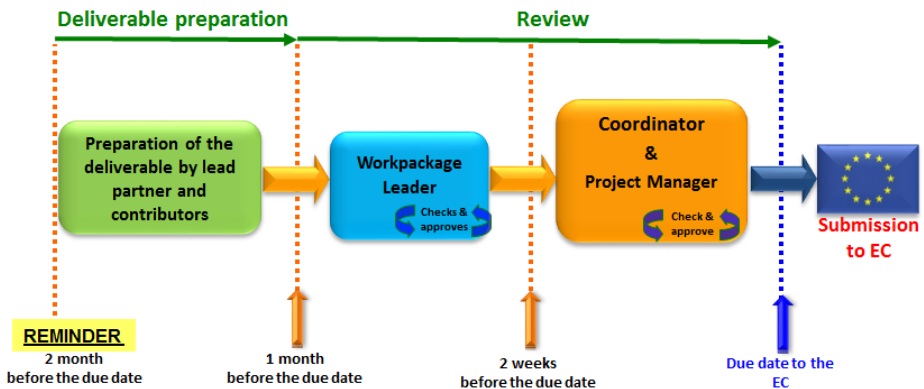 Deliverable preparation
Review
Preparation of the
deliverable by lead
partner and
contributors
Workpackage
Leader
Checks &
approves
Coordinator
&
Project Manager
Check &
approve
Submission
to EC
REMINDER
2 month
before the due date
1 month
before the due date
2 weeks
before the due date
Due date to the
EC